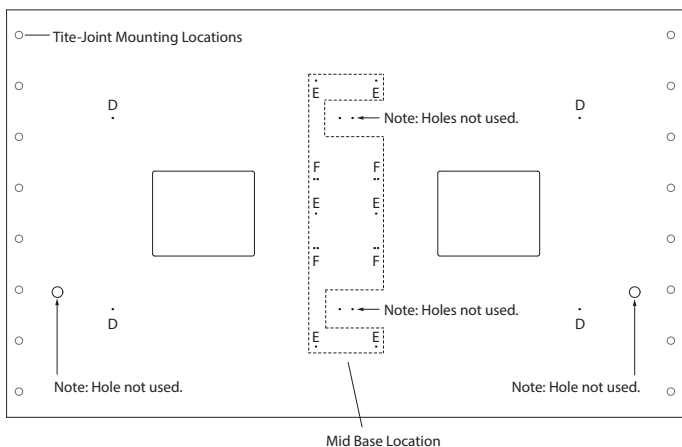 Tite-Joint Mounting Locations
E E
D D
Note: Holes not used.
F F
E E
F F
Note: Holes not used.
D D
E E
Note: Hole not used. Note: Hole not used.
Mid Base Location